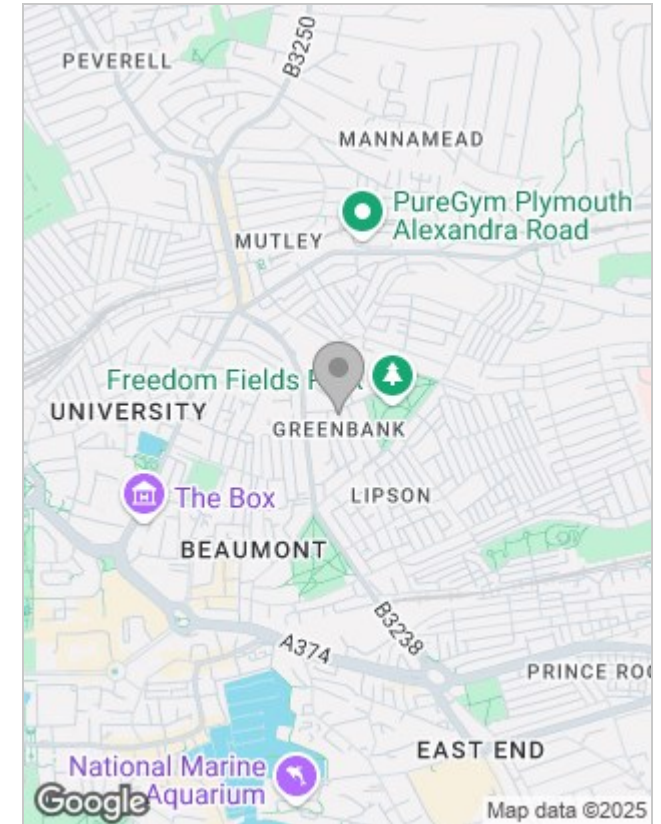 B3250
PEVERELL
MANNAMEAD
PureGym Plymouth
Alexandra Road
MUTLEY
Freedom Fields
UNIVERSITY
GREENBANK
The Box
LIPSON
BEAUMONT
B3238
A374
PRINCE ROO
EAST END
National Marine
Aquarium
Google
Map data ©2025